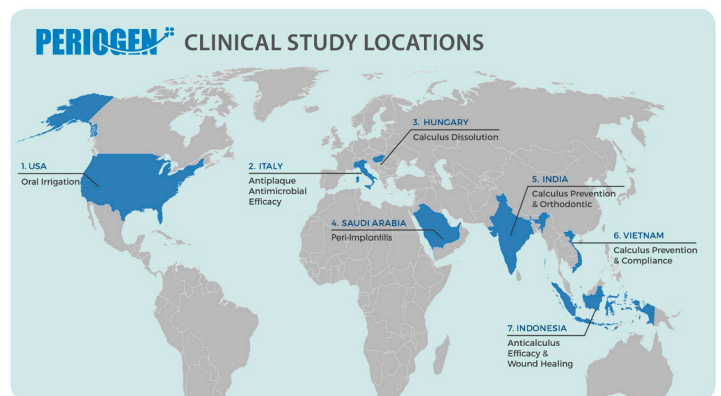 PERIOGEN CLINICAL STUDY LOCATIONS
1. USA
Oral Irrigation
2. ITALY
Antiplaque
Antimicrobial
Efficacy
3. HUNGARY
Calculus Dissolution
4. SAUDI ARABIA
Peri-Implantitis
5. INDIA
Calculus Prevention
& Orthodontic
6. VIETNAM
Calculus Prevention
& Compliance
7. INDONESIA
Anticalculus
Efficacy &
Wound Healing